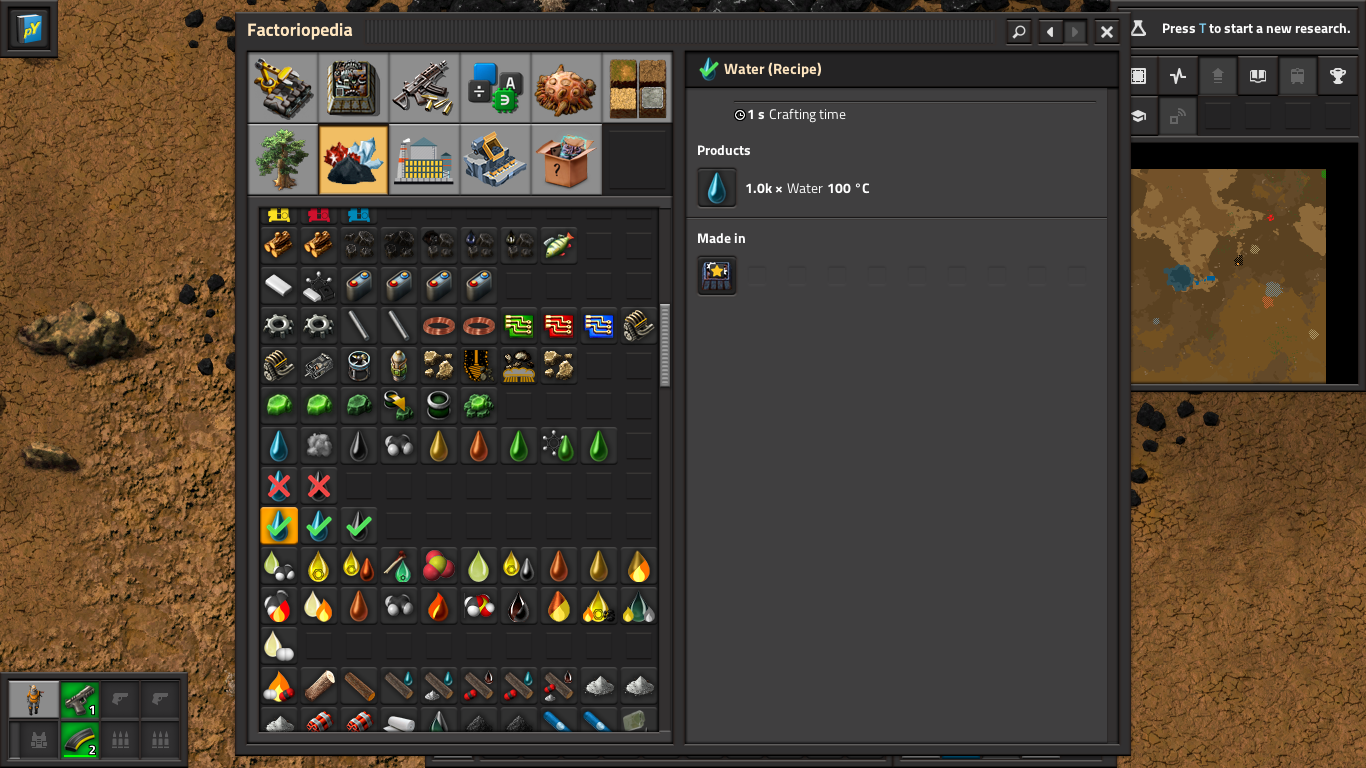 pY
Factoriopedia
Press T to start a new research.
A
Water (Recipe)
1 s Crafting time
Products
1.0k × Water 100 °C
Made in
?
1
2